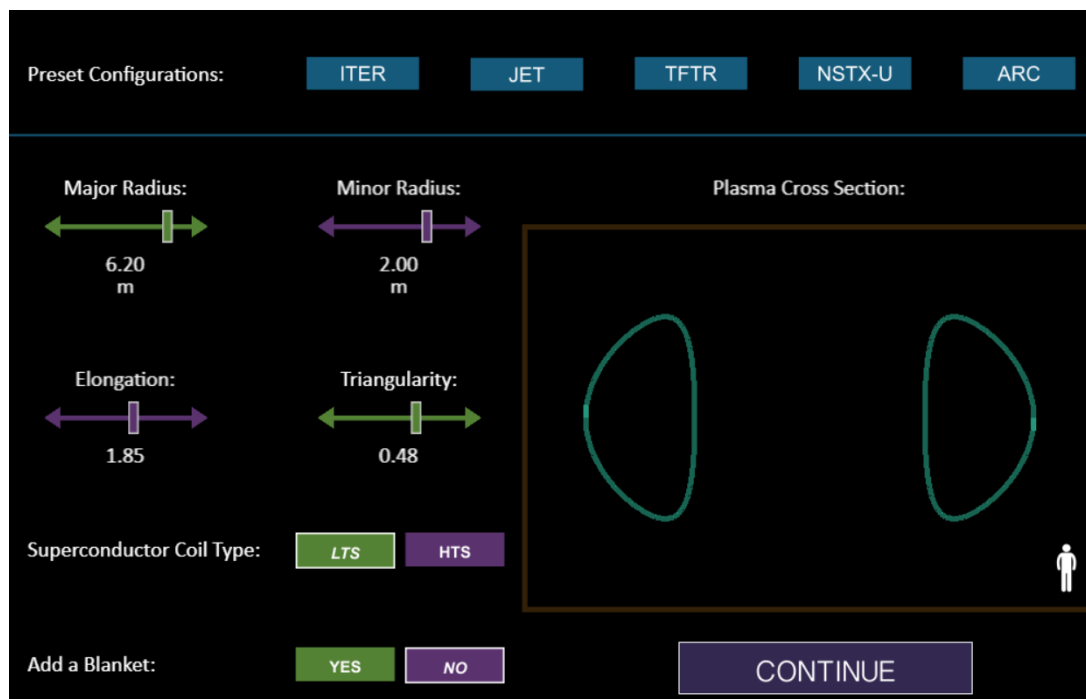 Preset Configurations:
ITER
JET
TFTR
NSTX-U
ARC
Major Radius:
Minor Radius:
Plasma Cross Section:
6.20
m
2.00
m
Elongation:
Triangularity:
1.85
0.48
Superconductor Coil Type:
LTS
HTS
Add a Blanket:
YES
NO
CONTINUE